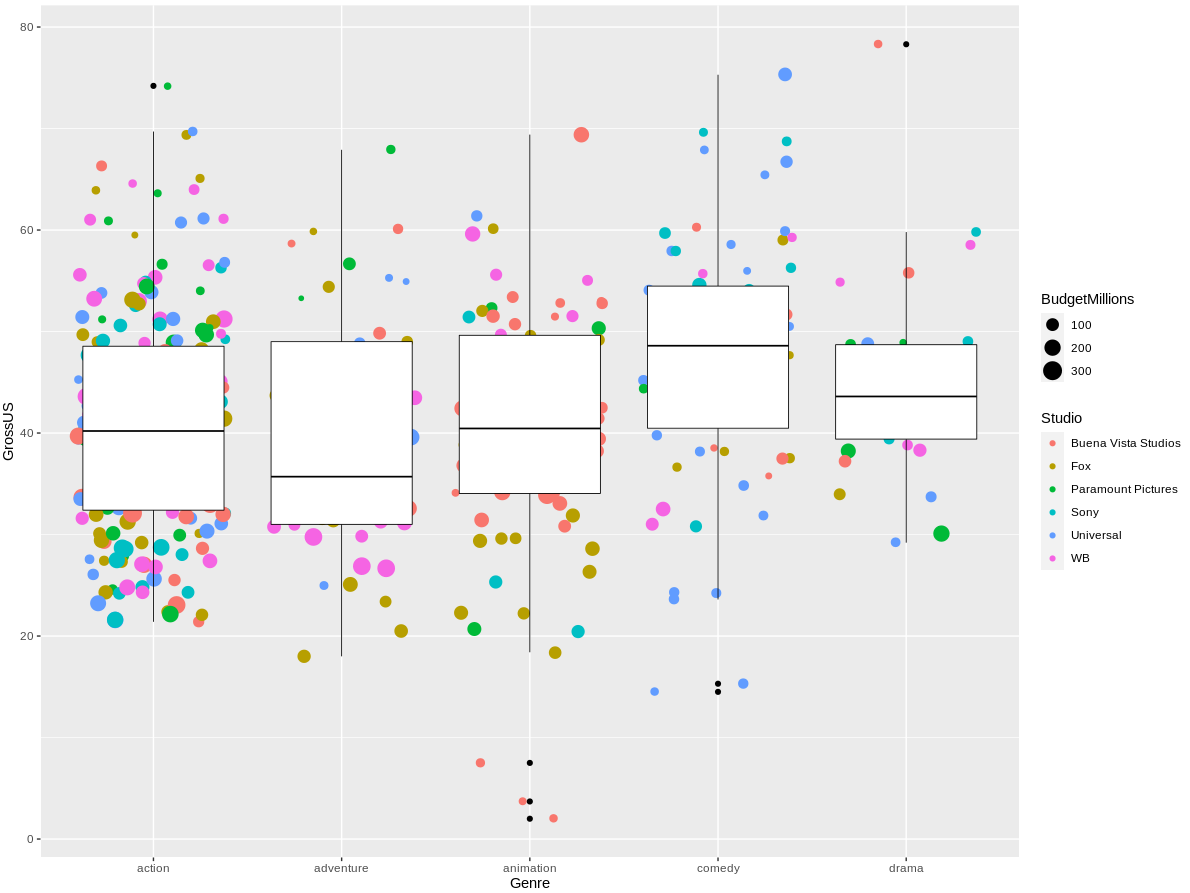 80
60
40
20
0
GrossUS
action adventure animation comedy drama
Genre
BudgetMillions
100
200
300
Studio
Buena Vista Studios
Fox
Paramount Pictures
Sony
Universal
WB